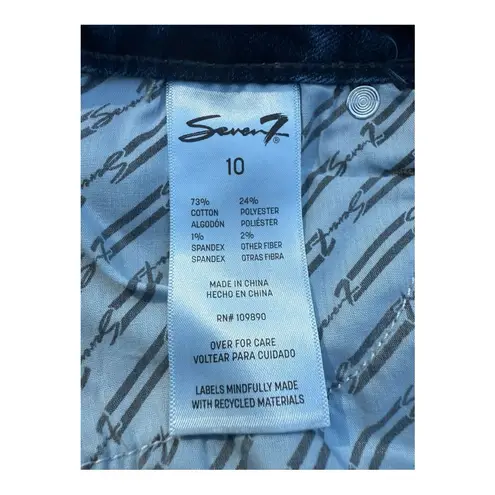 Seven7®
10
73% 24%
COTTON POLYESTER
ALGODÓN POLIÉSTER
1% 2%
SPANDEX OTHER FIBER
SPANDEX OTRAS FIBRA
MADE IN CHINA
HECHO EN CHINA
RN# 109890
OVER FOR CARE
VOLTEAR PARA CUIDADO
LABELS MINDFULLY MADE
WITH RECYCLED MATERIALS